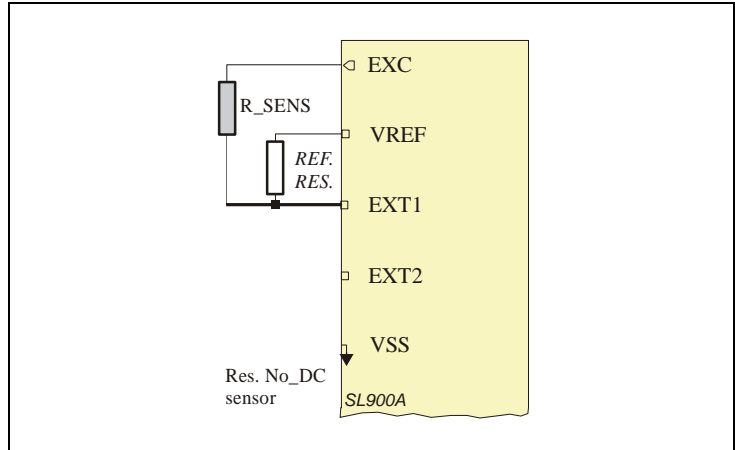 EXC
R_SENS
VREF
REF.
RES.
EXT1
EXT2
VSS
Res. No_DC
sensor
SL900A